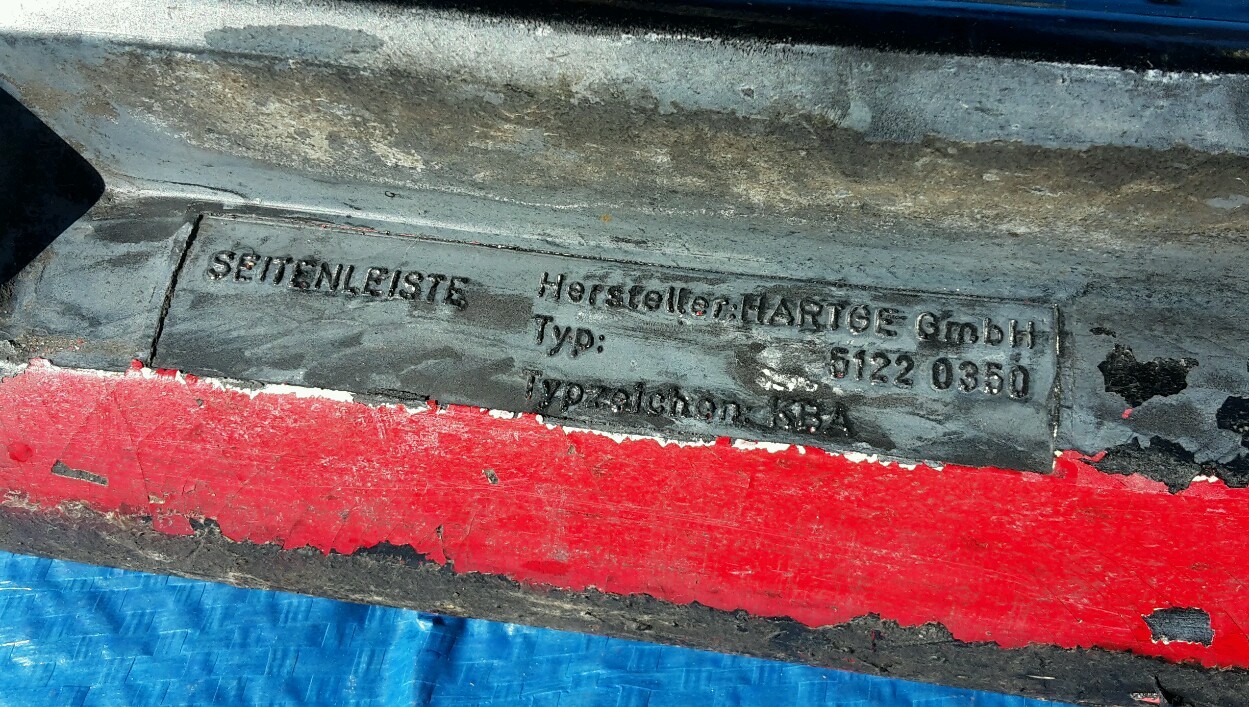 SEITENLEISTE
Hersteller: HARTGE GmbH
Typ: 5122 0350
Typzeichen: KBA